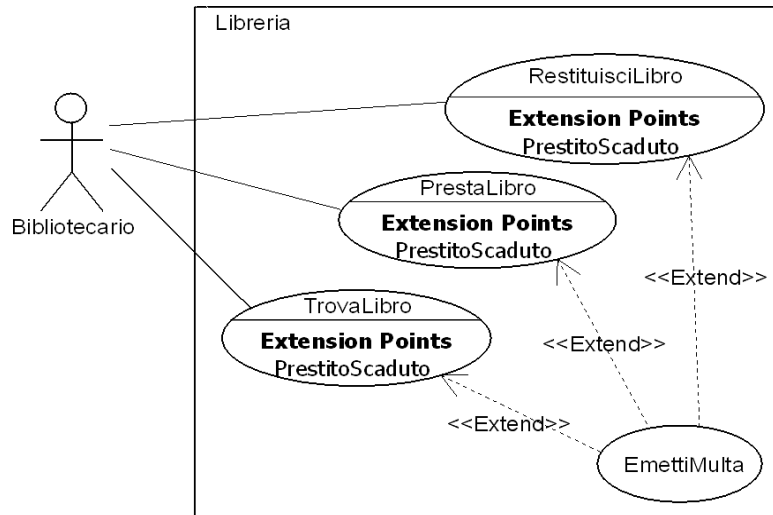 Libreria
RestituisciLibro
Extension Points
PrestitoScaduto
PrestaLibro
Extension Points
PrestitoScaduto
Bibliotecario
<<Extend>>
TrovaLibro
Extension Points
PrestitoScaduto
<<Extend>>
<<Extend>>
EmettiMulta